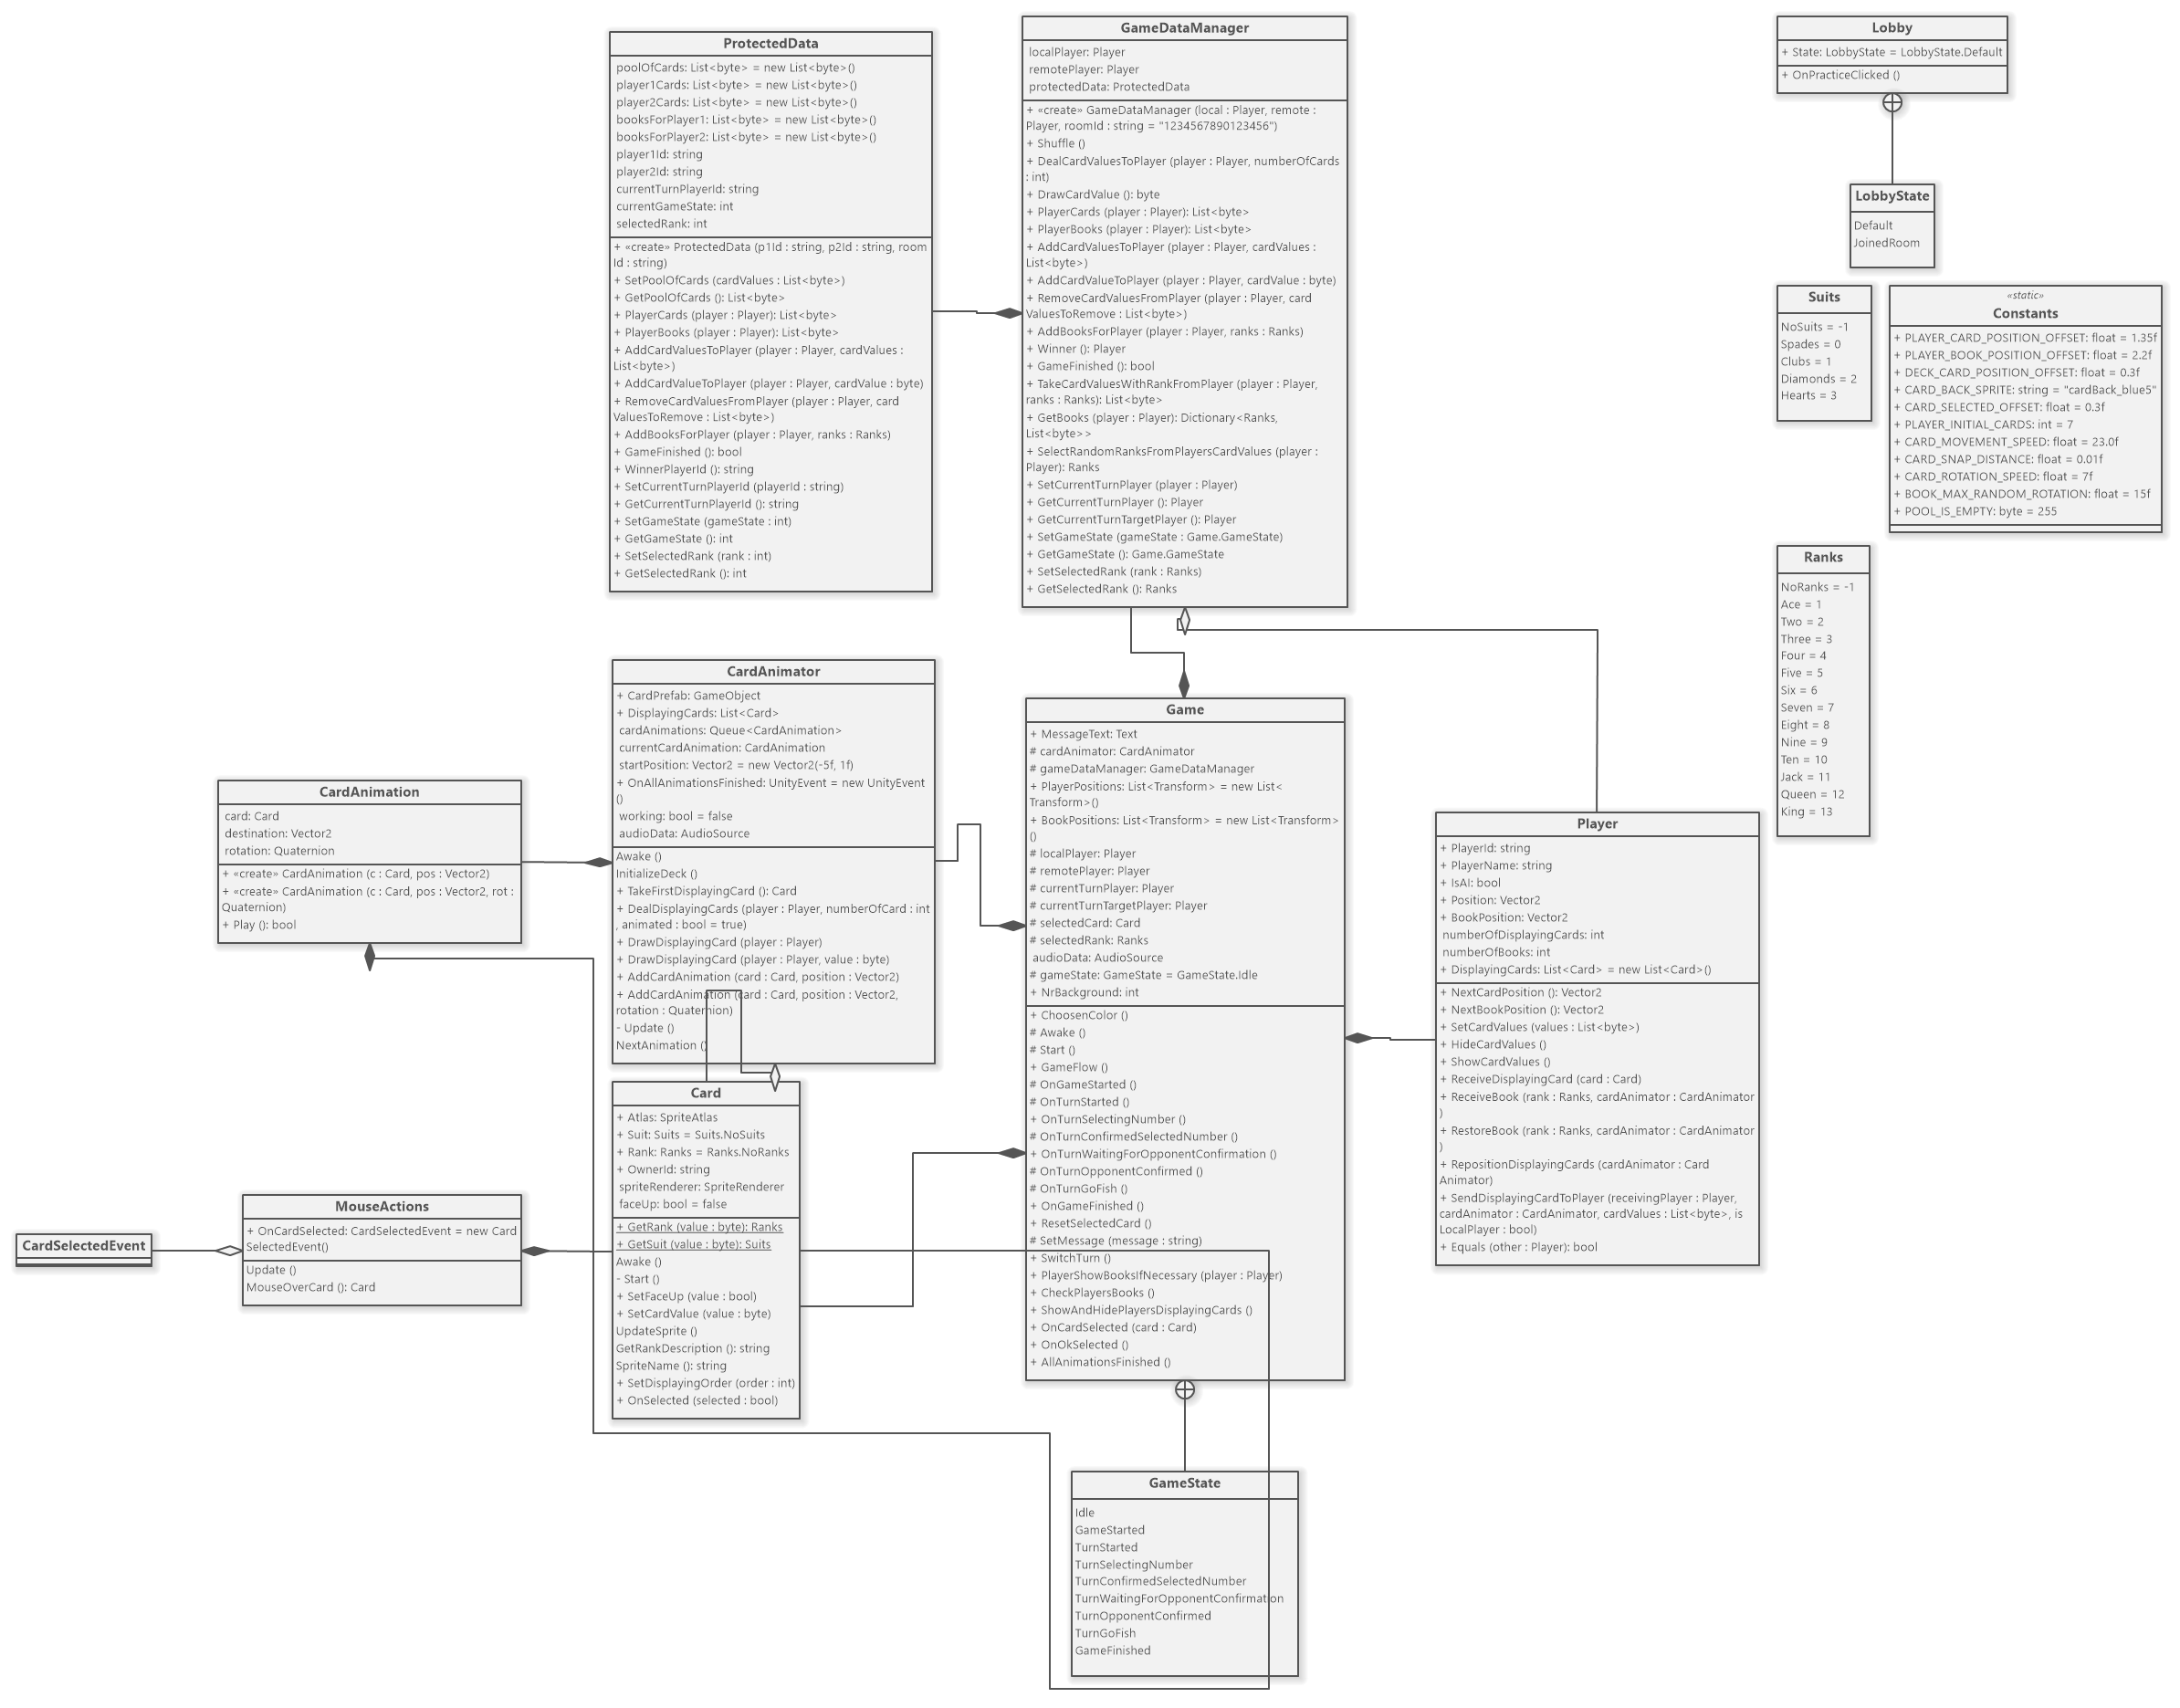 ProtectedData
poolOfCards: List<byte> = new List<byte>()
player1Cards: List<byte> = new List<byte>()
player2Cards: List<byte> = new List<byte>()
booksForPlayer1: List<byte> = new List<byte>()
booksForPlayer2: List<byte> = new List<byte>()
player1Id: string
player2Id: string
currentTurnPlayerId: string
currentGameState: int
selectedRank: int
+ «create» ProtectedData (p1Id : string, p2Id : string, room
Id : string)
+ SetPoolOfCards (cardValues : List<byte>)
+ GetPoolOfCards (): List<byte>
+ PlayerCards (player : Player): List<byte>
+ PlayerBooks (player : Player): List<byte>
+ AddCardValuesToPlayer (player : Player, cardValues :
List<byte>)
+ AddCardValueToPlayer (player : Player, cardValue : byte)
+ RemoveCardValuesFromPlayer (player : Player, card
ValuesToRemove : List<byte>)
+ AddBooksForPlayer (player : Player, ranks : Ranks)
+ GameFinished (): bool
+ WinnerPlayerId (): string
+ SetCurrentTurnPlayerId (playerId : string)
+ GetCurrentTurnPlayerId (): string
+ SetGameState (gameState : int)
+ GetGameState (): int
+ SetSelectedRank (rank : int)
+ GetSelectedRank (): int
GameDataManager
localPlayer: Player
remotePlayer: Player
protectedData: ProtectedData
+ «create» GameDataManager (local : Player, remote :
Player, roomId : string = "1234567890123456")
+ Shuffle ()
+ DealCardValuesToPlayer (player : Player, numberOfCards
: int)
+ DrawCardValue (): byte
+ PlayerCards (player : Player): List<byte>
+ PlayerBooks (player : Player): List<byte>
+ AddCardValuesToPlayer (player : Player, cardValues :
List<byte>)
+ AddCardValueToPlayer (player : Player, cardValue : byte)
+ RemoveCardValuesFromPlayer (player : Player, card
ValuesToRemove : List<byte>)
+ AddBooksForPlayer (player : Player, ranks : Ranks)
+ Winner (): Player
+ GameFinished (): bool
+ TakeCardValuesWithRankFromPlayer (player : Player,
ranks : Ranks): List<byte>
+ GetBooks (player : Player): Dictionary<Ranks,
List<byte>>
+ SelectRandomRanksFromPlayersCardValues (player :
Player): Ranks
+ SetCurrentTurnPlayer (player : Player)
+ GetCurrentTurnPlayer (): Player
+ GetCurrentTurnTargetPlayer (): Player
+ SetGameState (gameState : Game.GameState)
+ GetGameState (): Game.GameState
+ SetSelectedRank (rank : Ranks)
+ GetSelectedRank (): Ranks
Lobby
+ State: LobbyState = LobbyState.Default
+ OnPracticeClicked ()
LobbyState
Default
JoinedRoom
Suits
NoSuits = -1
Spades = 0
Clubs = 1
Diamonds = 2
Hearts = 3
«static»
Constants
+ PLAYER_CARD_POSITION_OFFSET: float = 1.35f
+ PLAYER_BOOK_POSITION_OFFSET: float = 2.2f
+ DECK_CARD_POSITION_OFFSET: float = 0.3f
+ CARD_BACK_SPRITE: string = "cardBack_blue5"
+ CARD_SELECTED_OFFSET: float = 0.3f
+ PLAYER_INITIAL_CARDS: int = 7
+ CARD_MOVEMENT_SPEED: float = 23.0f
+ CARD_SNAP_DISTANCE: float = 0.01f
+ CARD_ROTATION_SPEED: float = 7f
+ BOOK_MAX_RANDOM_ROTATION: float = 15f
+ POOL_IS_EMPTY: byte = 255
Ranks
NoRanks = -1
Ace = 1
Two = 2
Three = 3
Four = 4
Five = 5
Six = 6
Seven = 7
Eight = 8
Nine = 9
Ten = 10
Jack = 11
Queen = 12
King = 13
CardAnimator
+ CardPrefab: GameObject
+ DisplayingCards: List<Card>
cardAnimations: Queue<CardAnimation>
currentCardAnimation: CardAnimation
startPosition: Vector2 = new Vector2(-5f, 1f)
+ OnAllAnimationsFinished: UnityEvent = new UnityEvent
()
working: bool = false
audioData: AudioSource
Awake ()
InitializeDeck ()
+ TakeFirstDisplayingCard (): Card
+ DealDisplayingCards (player : Player, numberOfCard : int
, animated : bool = true)
+ DrawDisplayingCard (player : Player)
+ DrawDisplayingCard (player : Player, value : byte)
+ AddCardAnimation (card : Card, position : Vector2)
+ AddCardAnimation (card : Card, position : Vector2,
rotation : Quaternion)
- Update ()
NextAnimation ()
CardAnimation
card: Card
destination: Vector2
rotation: Quaternion
+ «create» CardAnimation (c : Card, pos : Vector2)
+ «create» CardAnimation (c : Card, pos : Vector2, rot :
Quaternion)
+ Play (): bool
Game
+ MessageText: Text
# cardAnimator: CardAnimator
# gameDataManager: GameDataManager
+ PlayerPositions: List<Transform> = new List<
Transform>()
+ BookPositions: List<Transform> = new List<Transform>
()
# localPlayer: Player
# remotePlayer: Player
# currentTurnPlayer: Player
# currentTurnTargetPlayer: Player
# selectedCard: Card
# selectedRank: Ranks
audioData: AudioSource
# gameState: GameState = GameState.Idle
+ NrBackground: int
+ ChoosenColor ()
# Awake ()
# Start ()
+ GameFlow ()
# OnGameStarted ()
# OnTurnStarted ()
+ OnTurnSelectingNumber ()
# OnTurnConfirmedSelectedNumber ()
+ OnTurnWaitingForOpponentConfirmation ()
# OnTurnOpponentConfirmed ()
# OnTurnGoFish ()
+ OnGameFinished ()
+ ResetSelectedCard ()
# SetMessage (message : string)
+ SwitchTurn ()
+ PlayerShowBooksIfNecessary (player : Player)
+ CheckPlayersBooks ()
+ ShowAndHidePlayersDisplayingCards ()
+ OnCardSelected (card : Card)
+ OnOkSelected ()
+ AllAnimationsFinished ()
Player
+ PlayerId: string
+ PlayerName: string
+ IsAI: bool
+ Position: Vector2
+ BookPosition: Vector2
numberOfDisplayingCards: int
numberOfBooks: int
+ DisplayingCards: List<Card> = new List<Card>()
+ NextCardPosition (): Vector2
+ NextBookPosition (): Vector2
+ SetCardValues (values : List<byte>)
+ HideCardValues ()
+ ShowCardValues ()
+ ReceiveDisplayingCard (card : Card)
+ ReceiveBook (rank : Ranks, cardAnimator : CardAnimator
)
+ RestoreBook (rank : Ranks, cardAnimator : CardAnimator
)
+ RepositionDisplayingCards (cardAnimator : Card
Animator)
+ SendDisplayingCardToPlayer (receivingPlayer : Player,
cardAnimator : CardAnimator, cardValues : List<byte>, is
LocalPlayer : bool)
+ Equals (other : Player): bool
Card
+ Atlas: SpriteAtlas
+ Suit: Suits = Suits.NoSuits
+ Rank: Ranks = Ranks.NoRanks
+ OwnerId: string
spriteRenderer: SpriteRenderer
faceUp: bool = false
+ GetRank (value : byte): Ranks
+ GetSuit (value : byte): Suits
Awake ()
- Start ()
+ SetFaceUp (value : bool)
+ SetCardValue (value : byte)
UpdateSprite ()
GetRankDescription (): string
SpriteName (): string
+ SetDisplayingOrder (order : int)
+ OnSelected (selected : bool)
MouseActions
+ OnCardSelected: CardSelectedEvent = new Card
SelectedEvent()
Update ()
MouseOverCard (): Card
CardSelectedEvent
GameState
Idle
GameStarted
TurnStarted
TurnSelectingNumber
TurnConfirmedSelectedNumber
TurnWaitingForOpponentConfirmation
TurnOpponentConfirmed
TurnGoFish
GameFinished